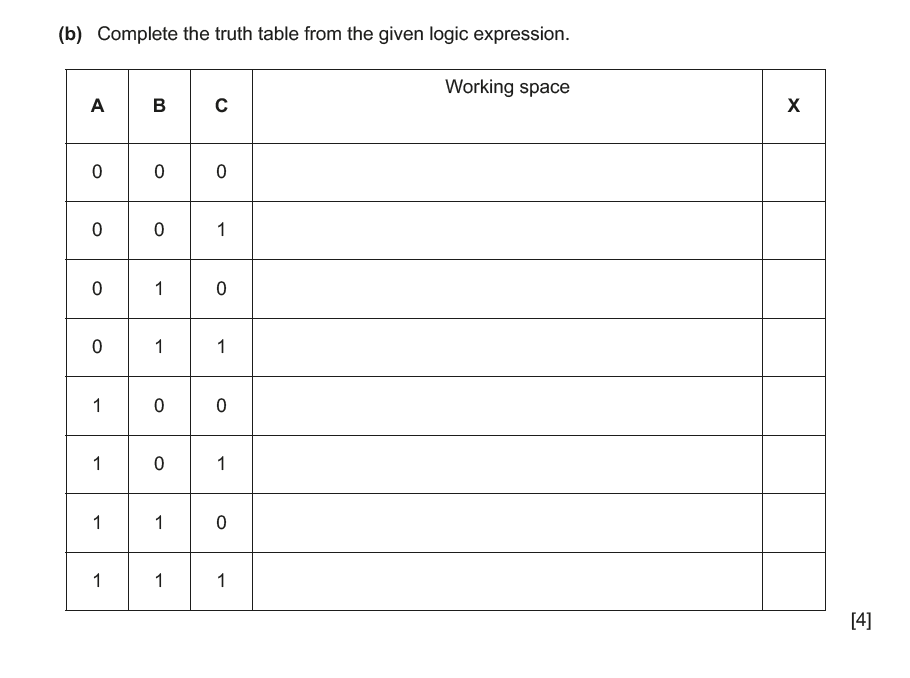 (b) Complete the truth table from the given logic expression.
A B C Working space X
0 0 0
0 0 1
0 1 0
0 1 1
1 0 0
1 0 1
1 1 0
1 1 1
[4]